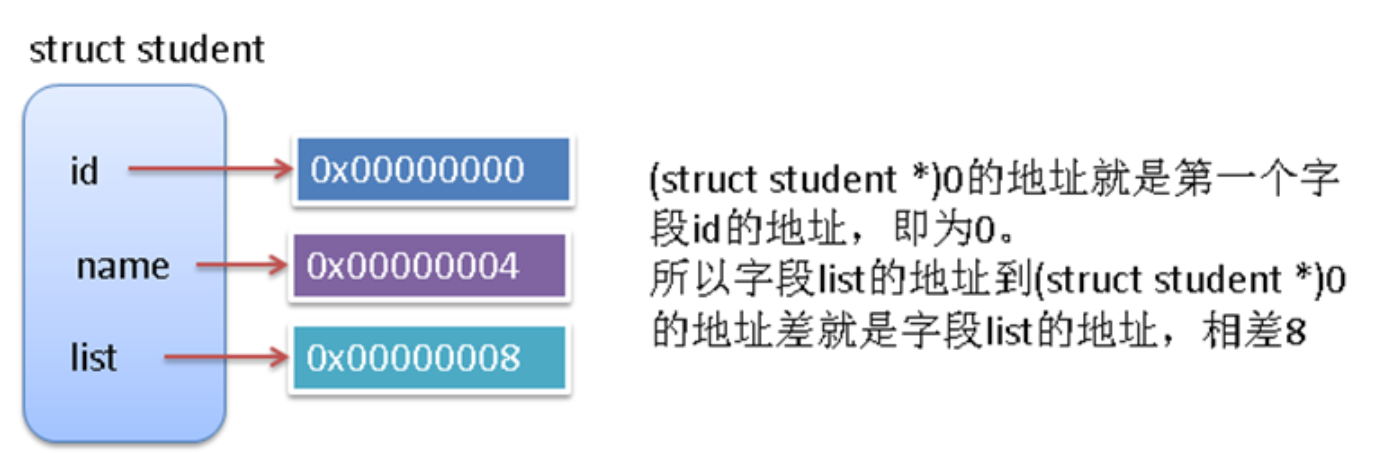 struct student
id
0x00000000
name
0x00000004
list
0x00000008
(struct student *)0的地址就是第一个字
段id的地址，即为0。
所以字段list的地址到(struct student *)0
的地址差就是字段list的地址，相差8